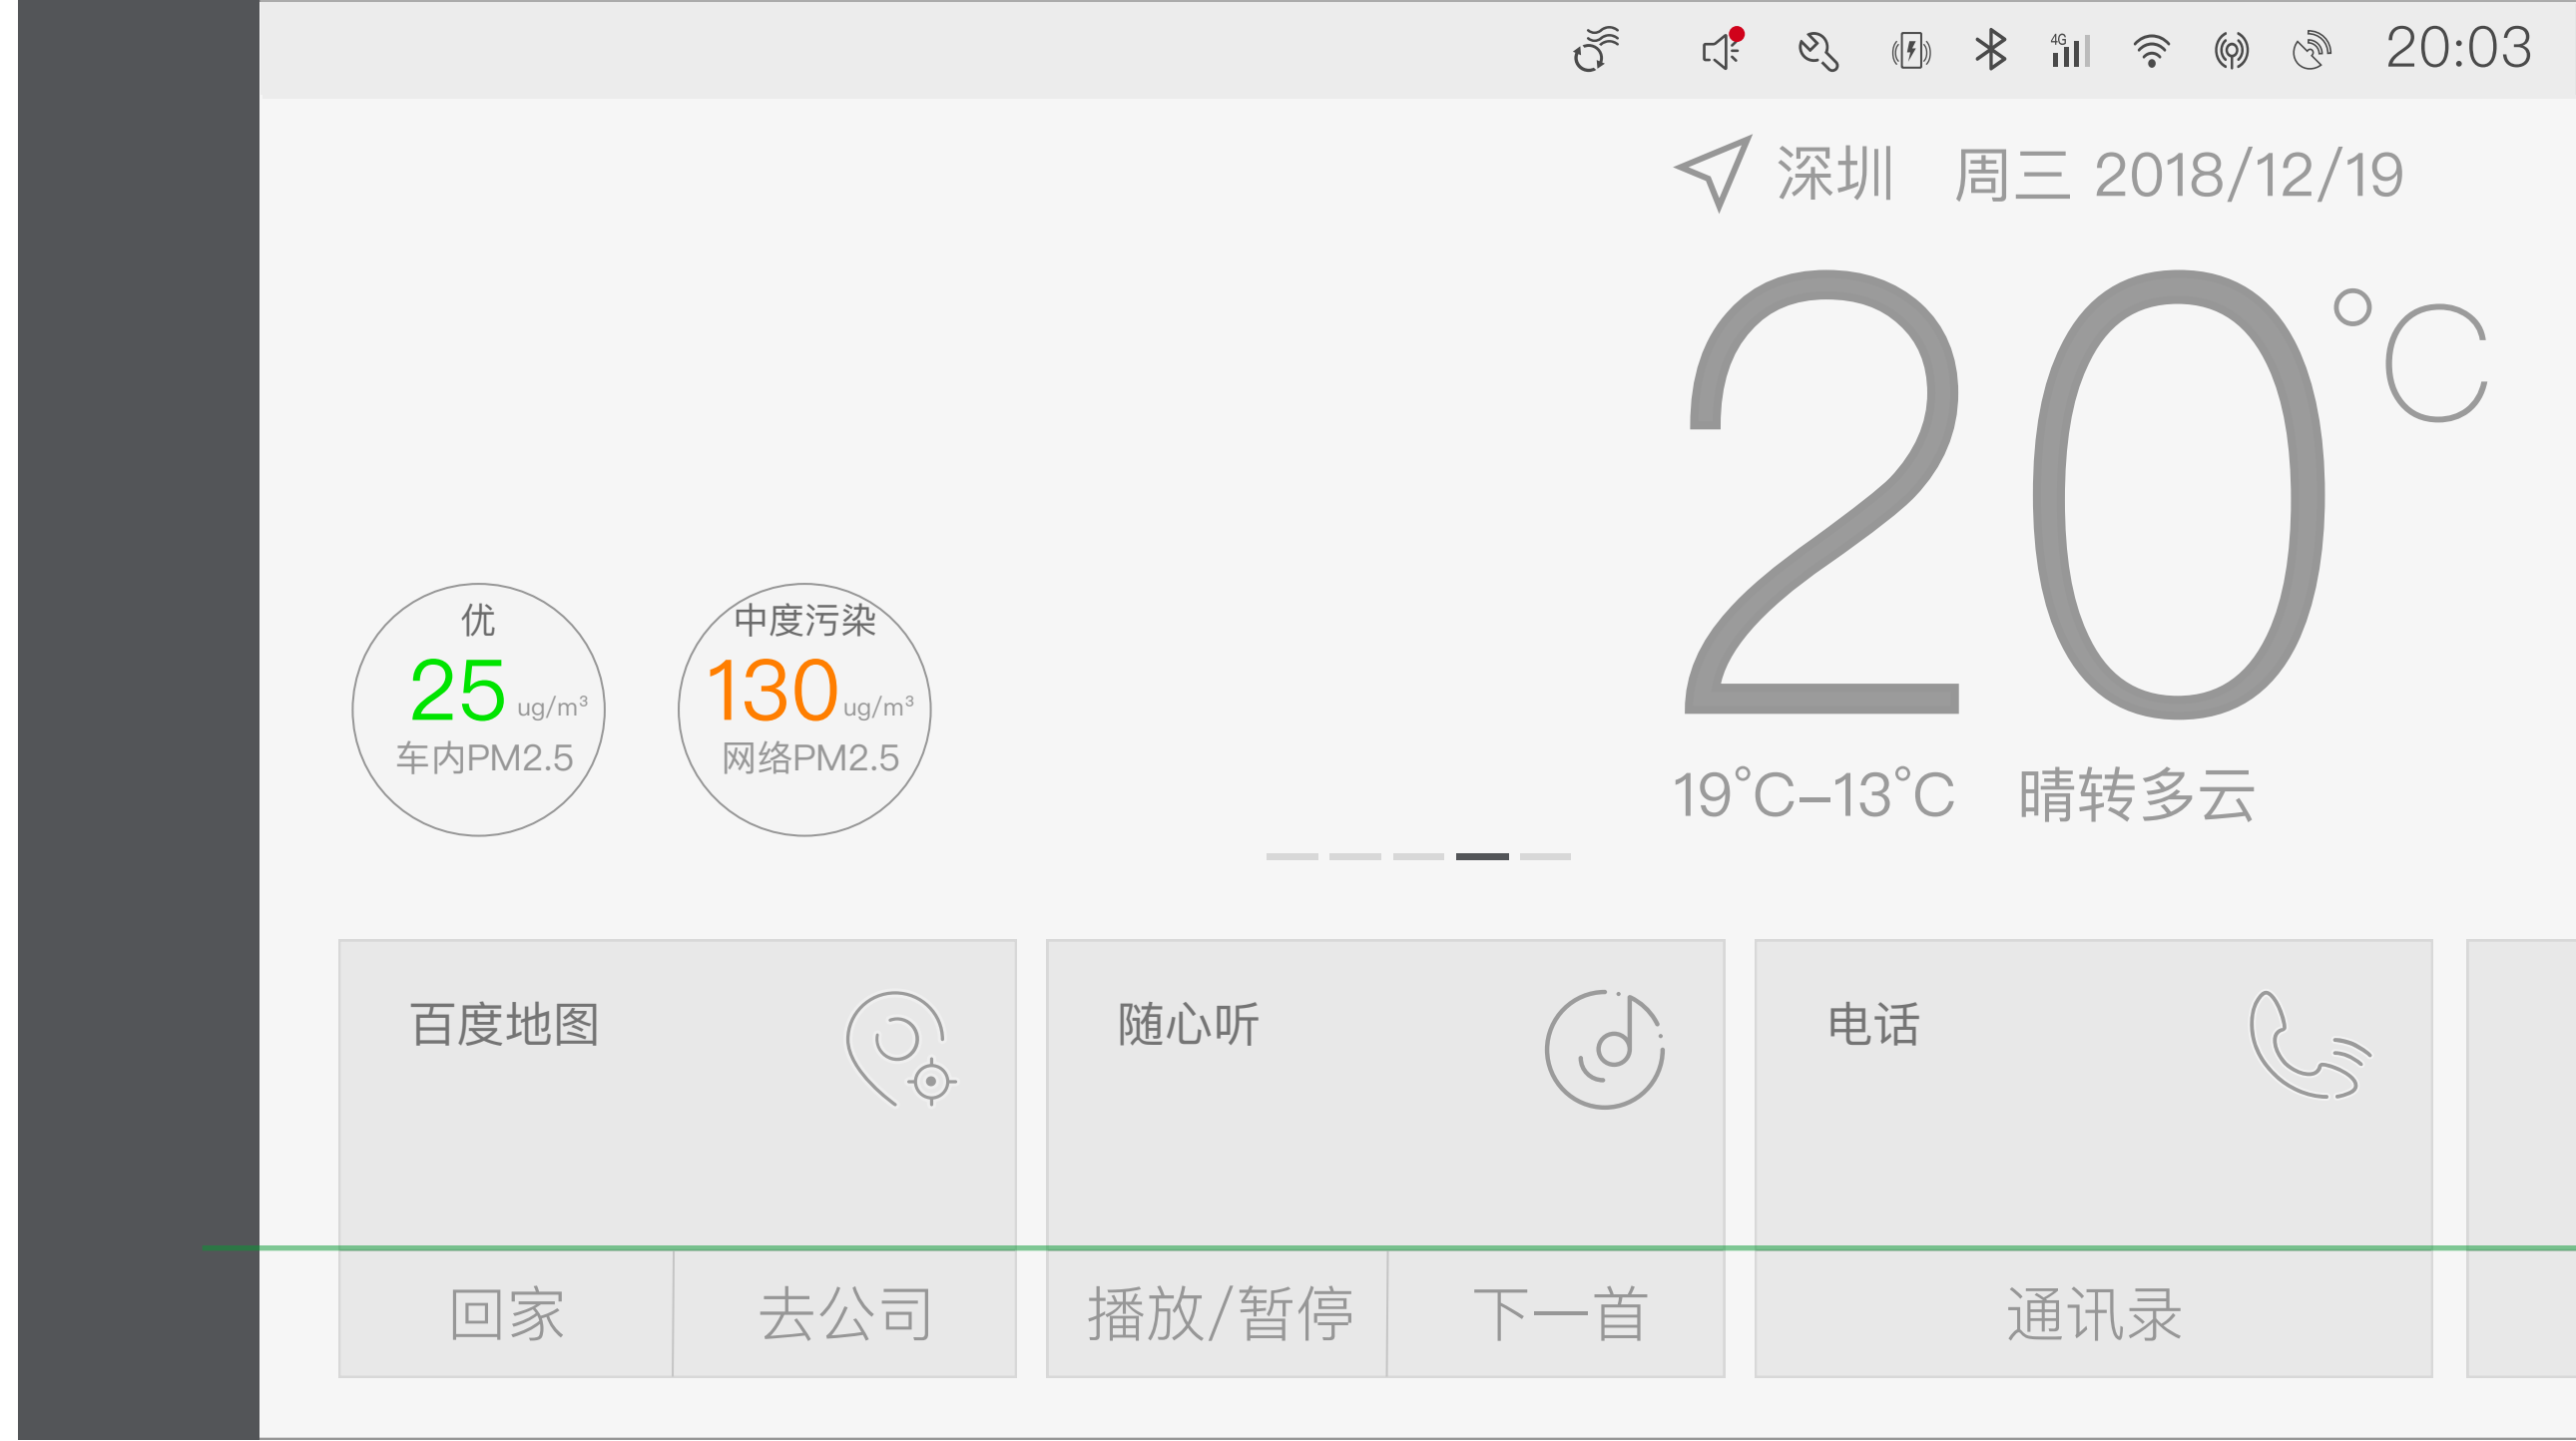 4G 20:03
深圳 周三 2018/12/19
20°C
优
25 ug/m³
车内PM2.5
中度污染
130 ug/m³
网络PM2.5
19°C–13°C 晴转多云
百度地图
随心听
电话
回家
去公司
播放/暂停
下一首
通讯录